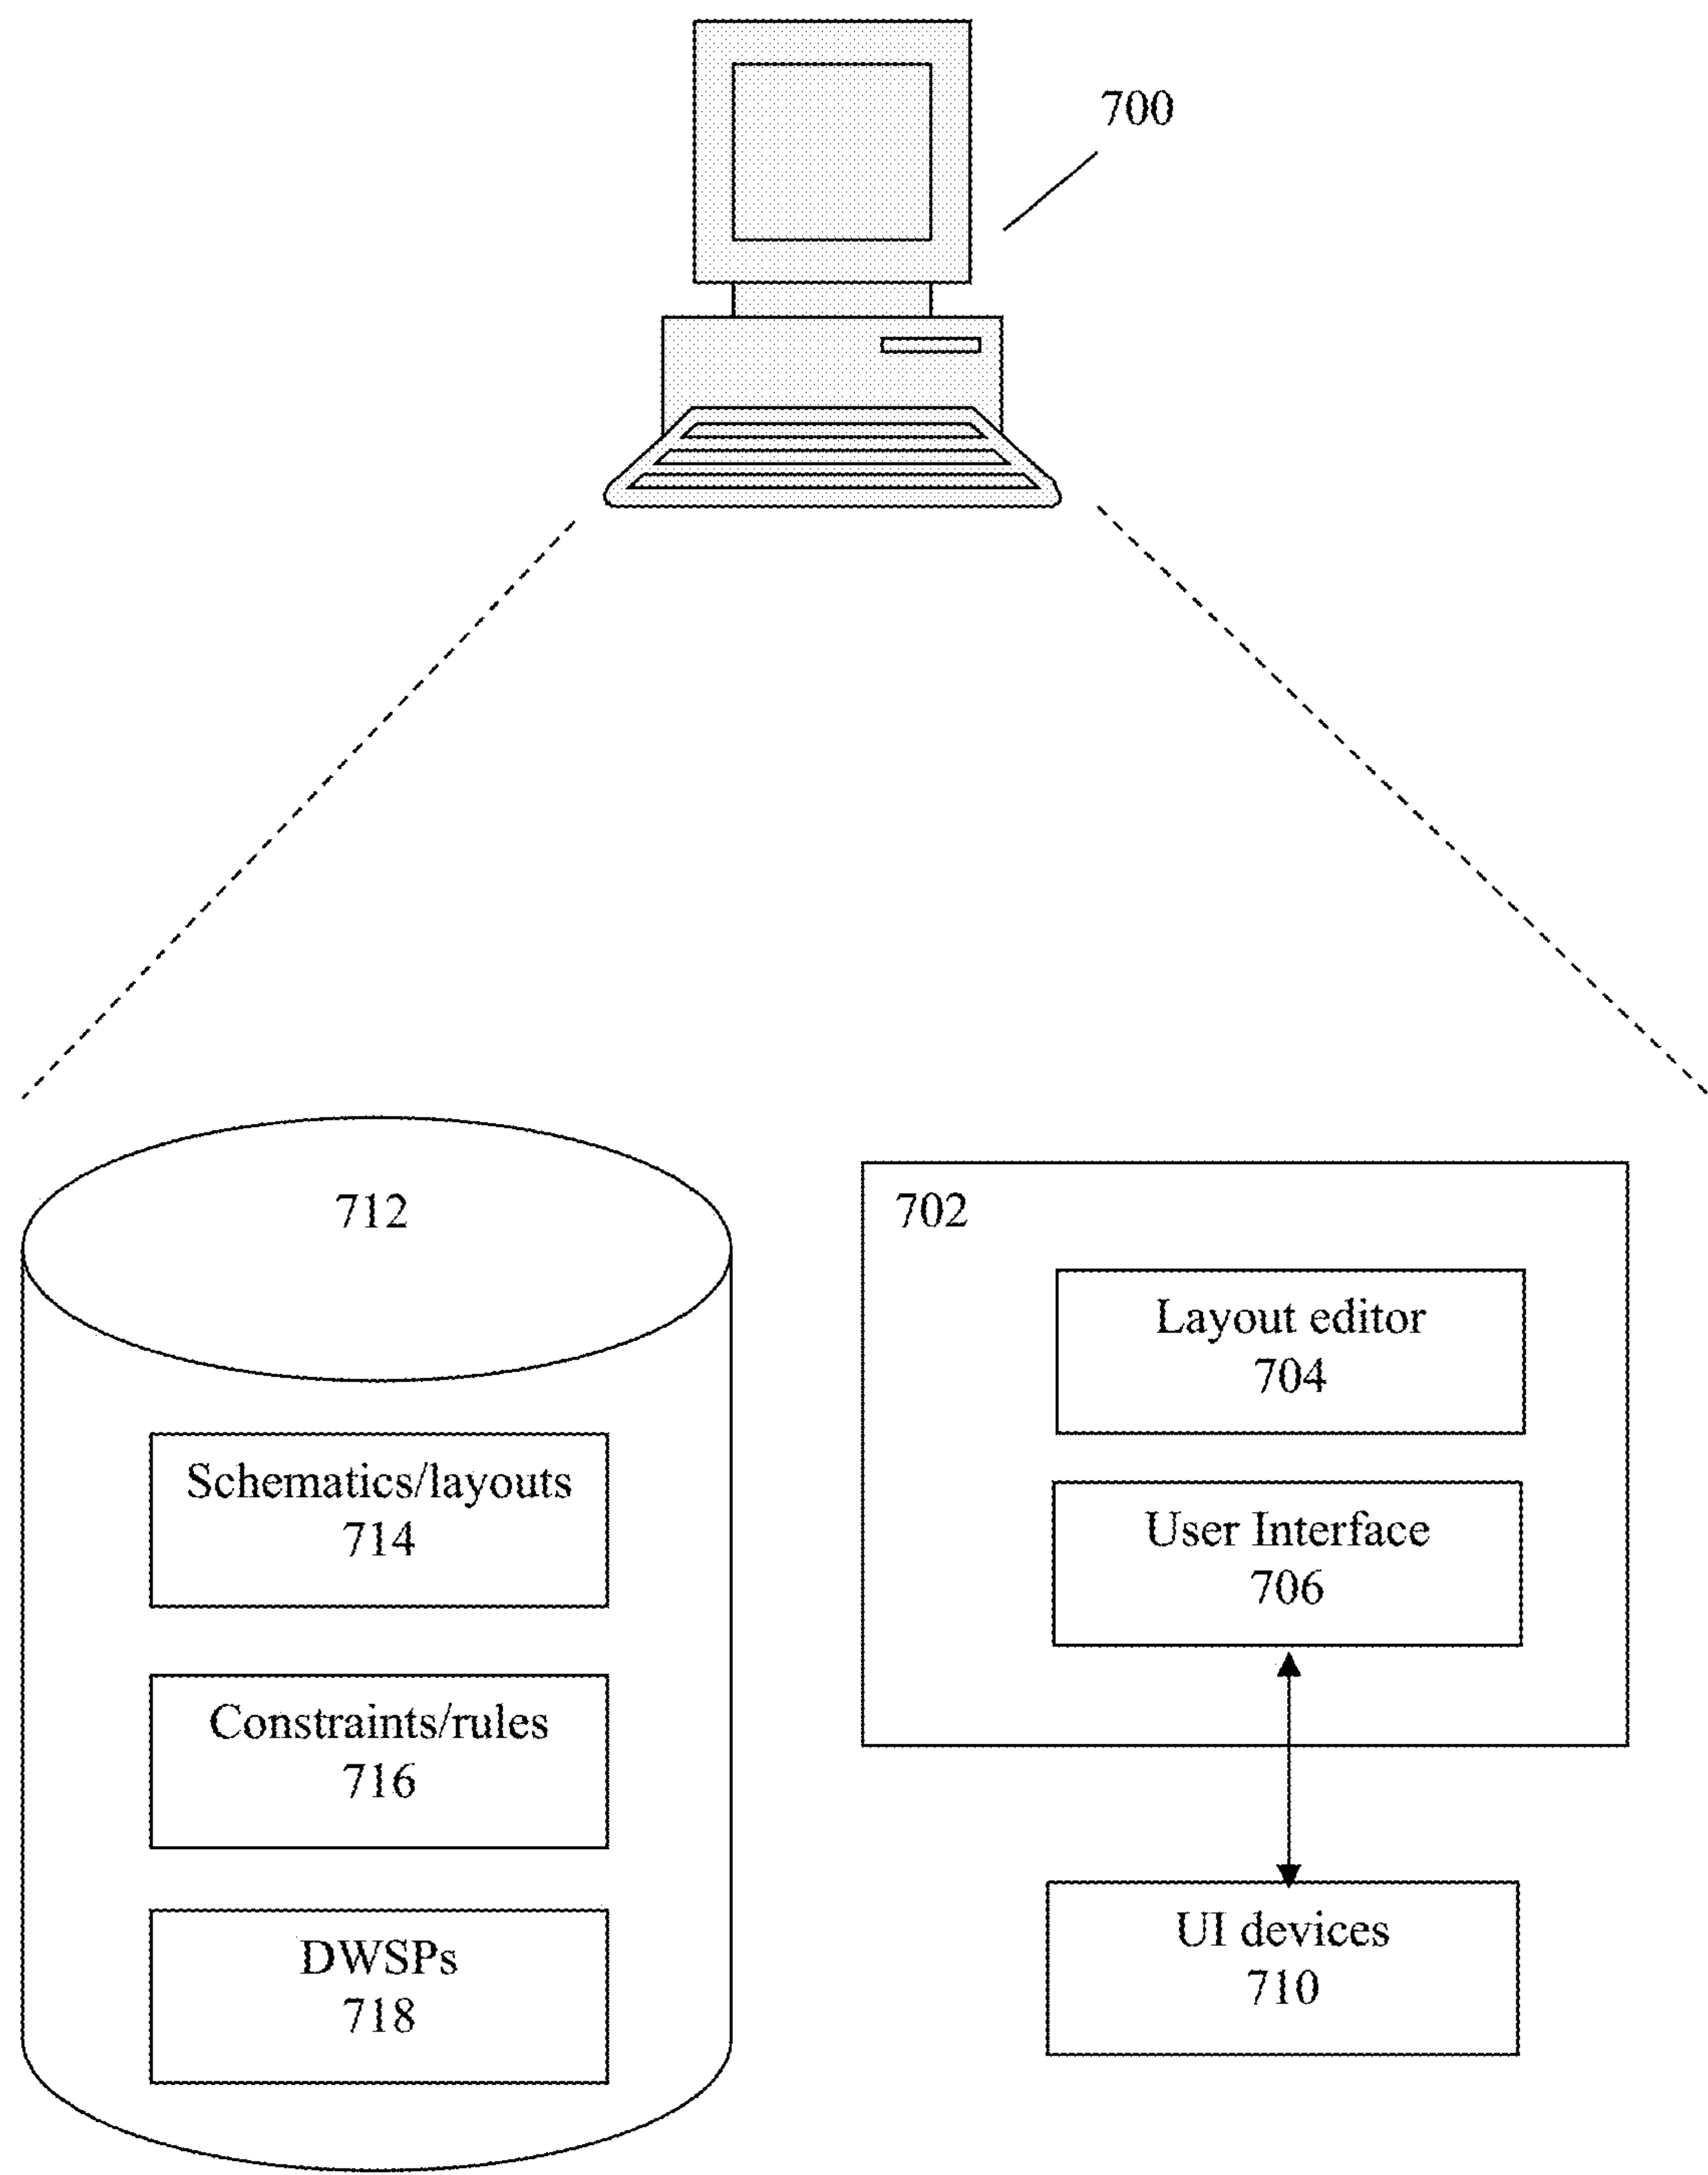 700
712
Schematics/layouts
714
Constraints/rules
716
DWSPs
718
702
Layout editor
704
User Interface
706
UI devices
710